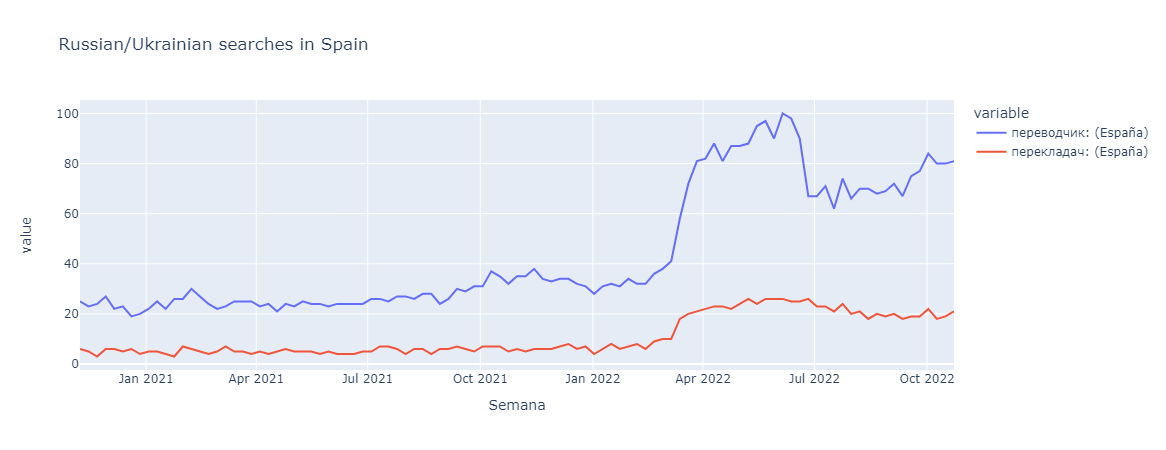 Russian/Ukrainian searches in Spain
variable
переводчик: (España)
перекладач: (España)
100
80
60
40
20
0
value
Jan 2021 Apr 2021 Jul 2021 Oct 2021 Jan 2022 Apr 2022 Jul 2022 Oct 2022
Semana